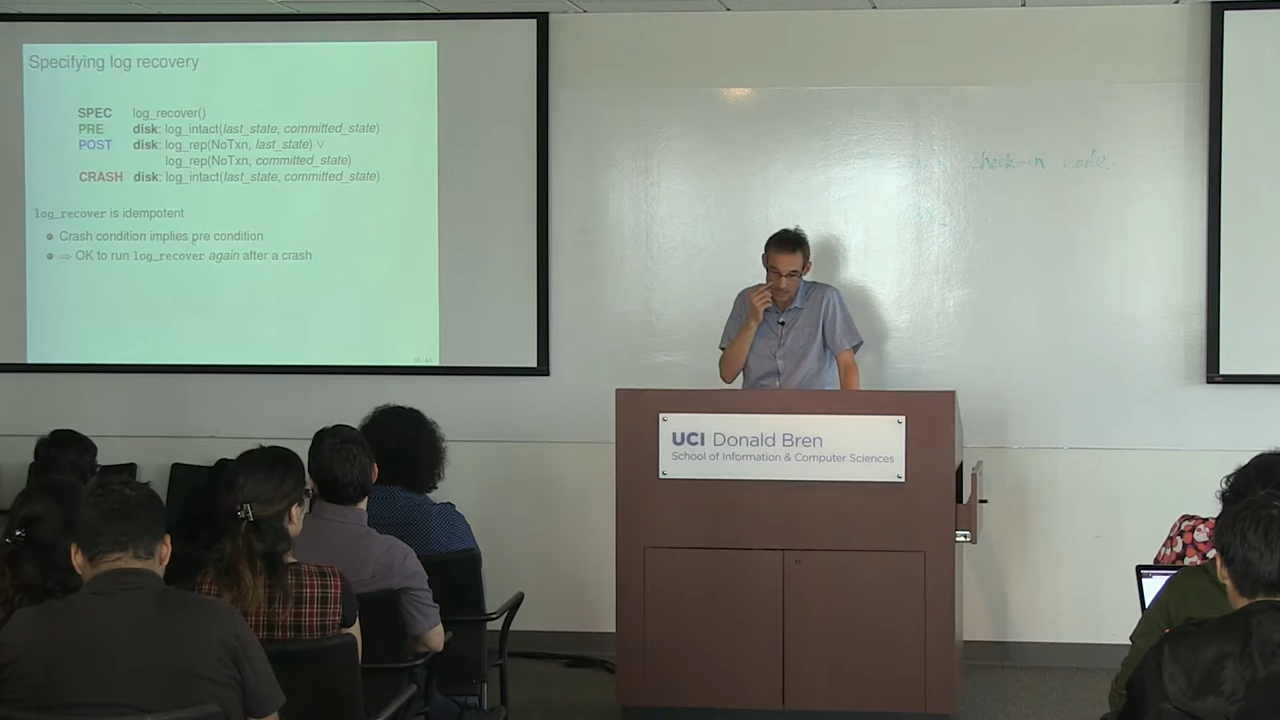 Specifying log recovery
SPEC log_recover()
PRE disk: log_intact(last_state, committed_state)
POST disk: log_rep(NoTxn, last_state) ∨
log_rep(NoTxn, committed_state)
CRASH disk: log_intact(last_state, committed_state)
log_recover is idempotent
Crash condition implies pre condition
⇒ OK to run log_recover again after a crash
check-in code.
UCI Donald Bren
School of Information & Computer Sciences